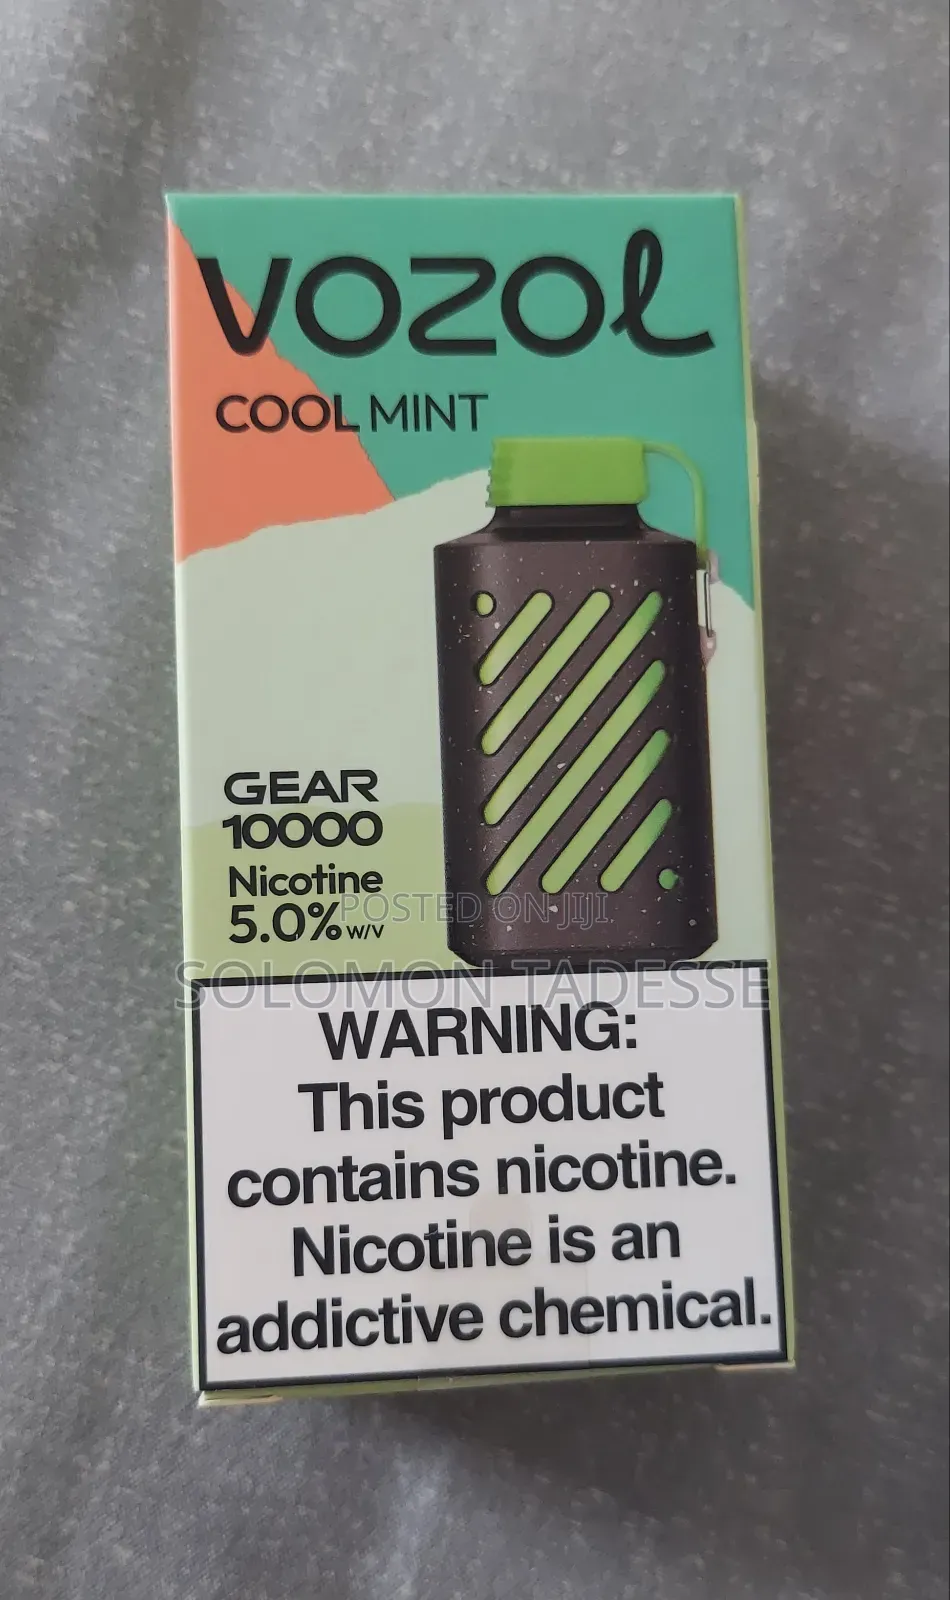 VOZOL
COOL MINT
GEAR
10000
Nicotine
5.0% W/V
POSTED ON JIJI
SOLOMON TADESSE
WARNING:
This product
contains nicotine.
Nicotine is an
addictive chemical.